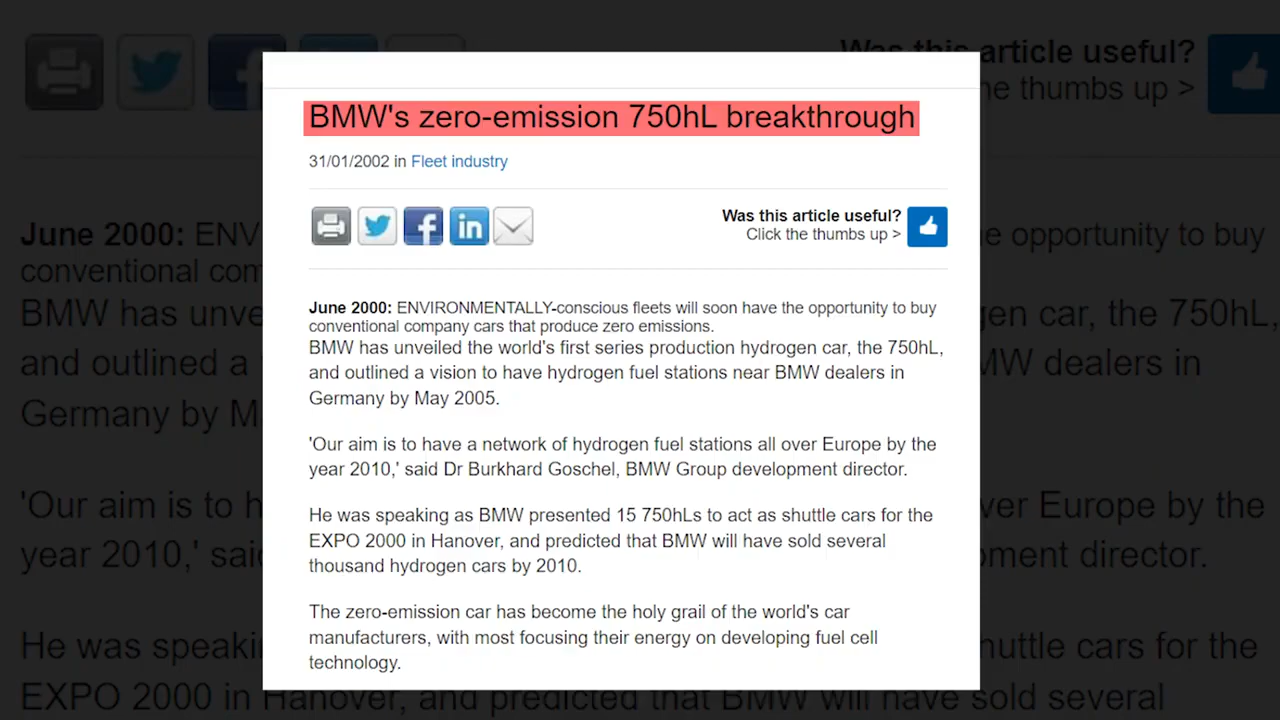 BMW's zero-emission 750hL breakthrough
31/01/2002 in Fleet industry
Was this article useful?
Click the thumbs up >
June 2000: ENVIRONMENTALLY-conscious fleets will soon have the opportunity to buy
conventional company cars that produce zero emissions.
BMW has unveiled the world's first series production hydrogen car, the 750hL,
and outlined a vision to have hydrogen fuel stations near BMW dealers in
Germany by May 2005.
'Our aim is to have a network of hydrogen fuel stations all over Europe by the
year 2010,' said Dr Burkhard Goschel, BMW Group development director.
He was speaking as BMW presented 15 750hLs to act as shuttle cars for the
EXPO 2000 in Hanover, and predicted that BMW will have sold several
thousand hydrogen cars by 2010.
The zero-emission car has become the holy grail of the world's car
manufacturers, with most focusing their energy on developing fuel cell
technology.